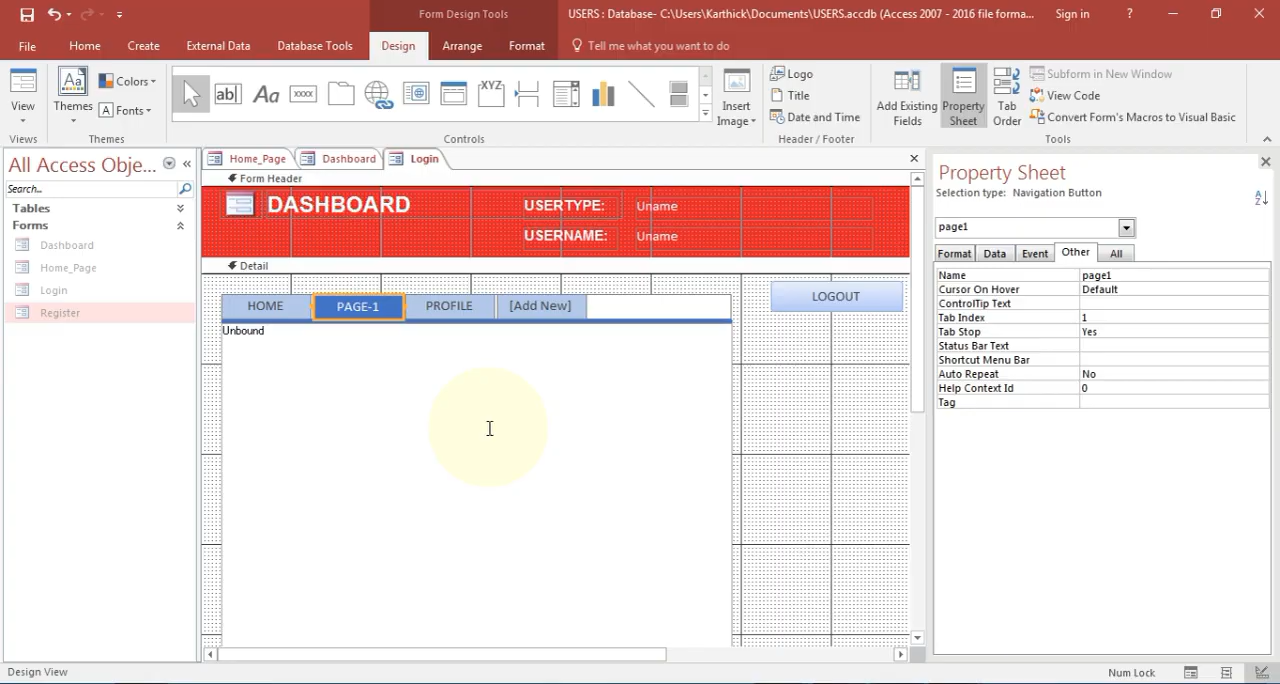 Form Design Tools
USERS : Database- C:\Users\Karthick\Documents\USERS.accdb (Access 2007 - 2016 file forma...
Sign in
?
File
Home
Create
External Data
Database Tools
Design
Arrange
Format
Tell me what you want to do
View
Views
Aa
Themes
Colors
A Fonts
Themes
ab|
Aa
xxxx
XYZ
Controls
Insert
Image
Logo
Title
Date and Time
Header / Footer
Add Existing
Fields
Property
Sheet
Tab
Order
Subform in New Window
View Code
Convert Form's Macros to Visual Basic
Tools
All Access Obje...
Search...
Tables
Forms
Dashboard
Home_Page
Login
Register
Home_Page
Dashboard
Login
Form Header
DASHBOARD
USERTYPE:
Uname
USERNAME:
Uname
Detail
HOME
PAGE-1
PROFILE
[Add New]
LOGOUT
Unbound
Property Sheet
Selection type: Navigation Button
page1
Format
Data
Event
Other
All
Name page1
Cursor On Hover Default
ControlTip Text
Tab Index 1
Tab Stop Yes
Status Bar Text
Shortcut Menu Bar
Auto Repeat No
Help Context Id 0
Tag
Design View
Num Lock